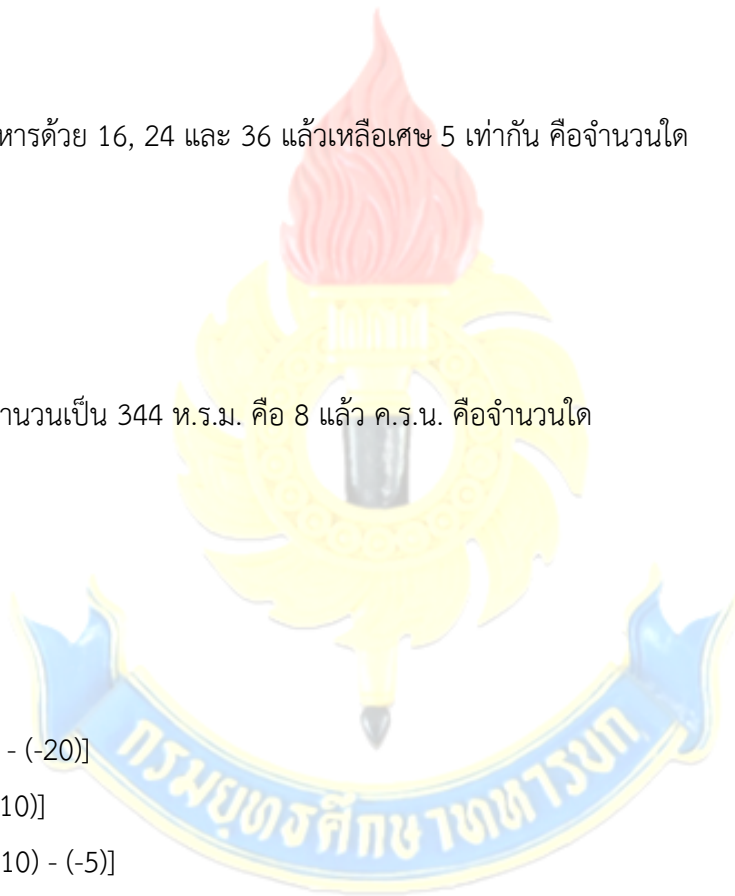 หารด้วย 16, 24 และ 36 แล้วเหลือเศษ 5 เท่ากัน คือจำนวนใด
ำนวนเป็น 344 ห.ร.ม. คือ 8 แล้ว ค.ร.น. คือจำนวนใด
- (-20)]
10)]
10) - (-5)]
กรมยุทธศึกษาทหารบก